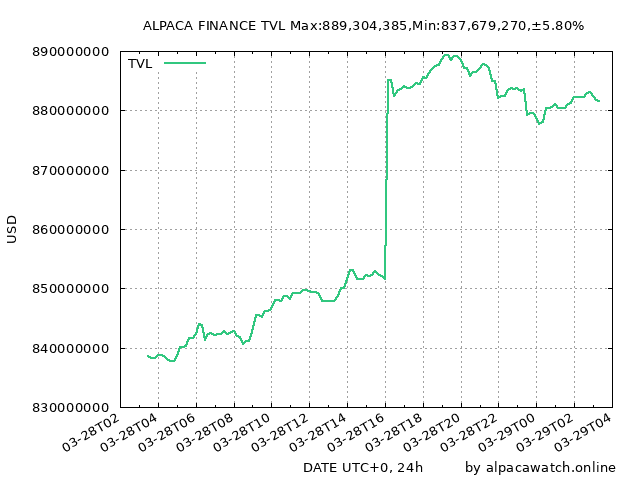 ALPACA FINANCE TVL Max:889,304,385,Min:837,679,270,±5.80%
TVL
890000000
880000000
870000000
860000000
850000000
840000000
830000000
USD
03-28T02
03-28T04
03-28T06
03-28T08
03-28T10
03-28T12
03-28T14
03-28T16
03-28T18
03-28T20
03-28T22
03-29T00
03-29T02
03-29T04
DATE UTC+0, 24h
by alpacawatch.online